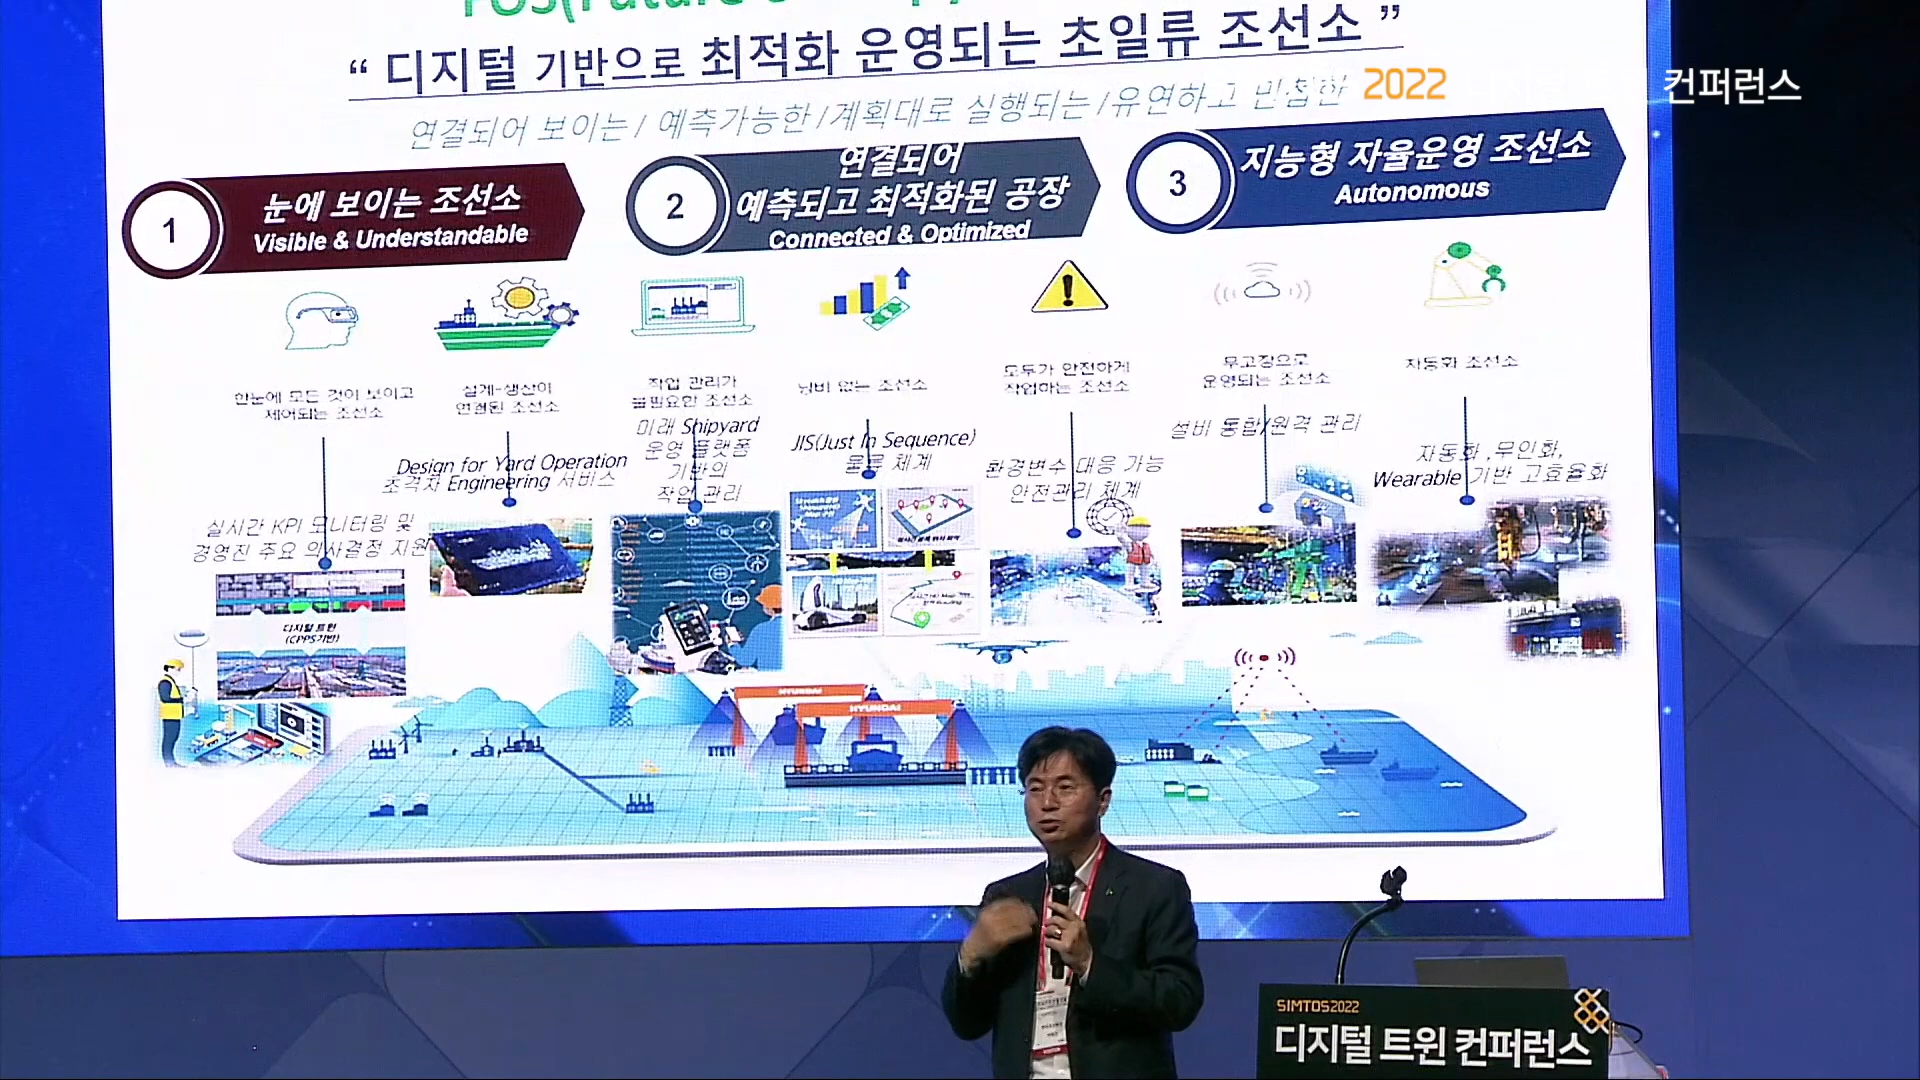 “ 디지털 기반으로 최적화 운영되는 초일류 조선소 ”
연결되어 보이는/ 예측가능한/계획대로 실행되는/유연하고 민첩한
2022
컨퍼런스
1
눈에 보이는 조선소
Visible & Understandable
2
연결되어
예측되고 최적화된 공장
Connected & Optimized
3
지능형 자율운영 조선소
Autonomous
한눈에 모든 것이 보이고
제어되는 조선소
설계-생산이
연결된 조선소
작업 관리가
불필요한 조선소
낭비 없는 조선소
모두가 안전하게
작업하는 조선소
무고장으로
운영되는 조선소
자동화 조선소
실시간 KPI 모니터링 및
경영진 주요 의사결정 지원
Design for Yard Operation
초격차 Engineering 서비스
미래 Shipyard
운영 플랫폼
기반의
작업 관리
JIS(Just In Sequence)
물류 체계
환경변수 대응 가능
안전관리 체계
설비 통합/원격 관리
자동화 ,무인화,
Wearable 기반 고효율화
디지털 트윈
(CPPS기반)
HYUNDAI
HYUNDAI
SIMTOS2022
디지털 트윈 컨퍼런스